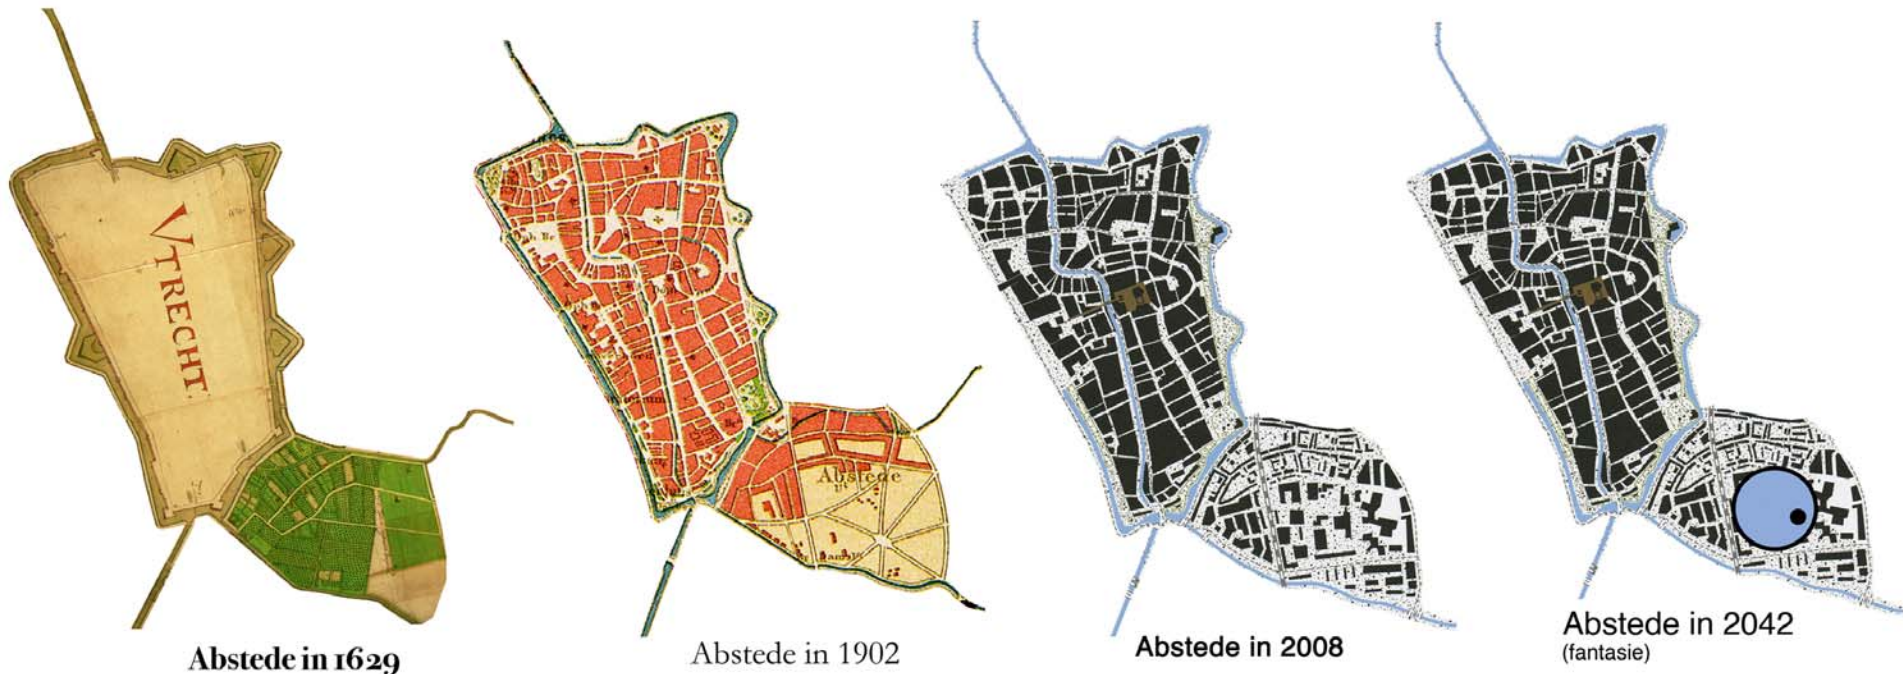 VTRECHT
Abstede
Abstede in 1629
Abstede in 1902
Abstede in 2008
Abstede in 2042
(fantasie)